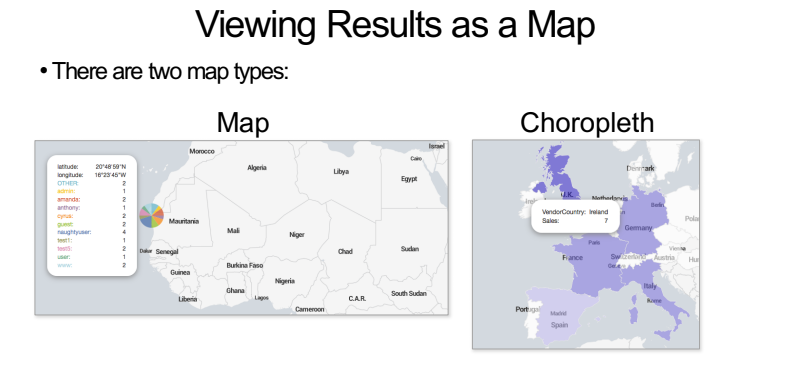 Viewing Results as a Map
• There are two map types:
Map
Choropleth
latitude: 20°48'59"N
longitude: 16°23'45"W
OTHER: 2
admin: 1
amanda: 2
anthony: 1
cyrus: 2
guest: 2
naughtyuser: 4
test1: 1
test5: 2
user: 1
www: 2
Morocco
Israel
Cairo
Algeria
Libya
Egypt
Mauritania
Mali
Niger
Chad
Sudan
Dakar
Senegal
Burkina Faso
Guinea
Nigeria
Ghana
Lagos
Liberia
C.A.R.
South Sudan
Cameroon
Denmark
U.K.
Netherlands
Berlin
VendorCountry: Ireland
Sales: 7
Germany
Paris
Vienna
France
Switzerland
Austria
Italy
Rome
Portugal
Madrid
Spain